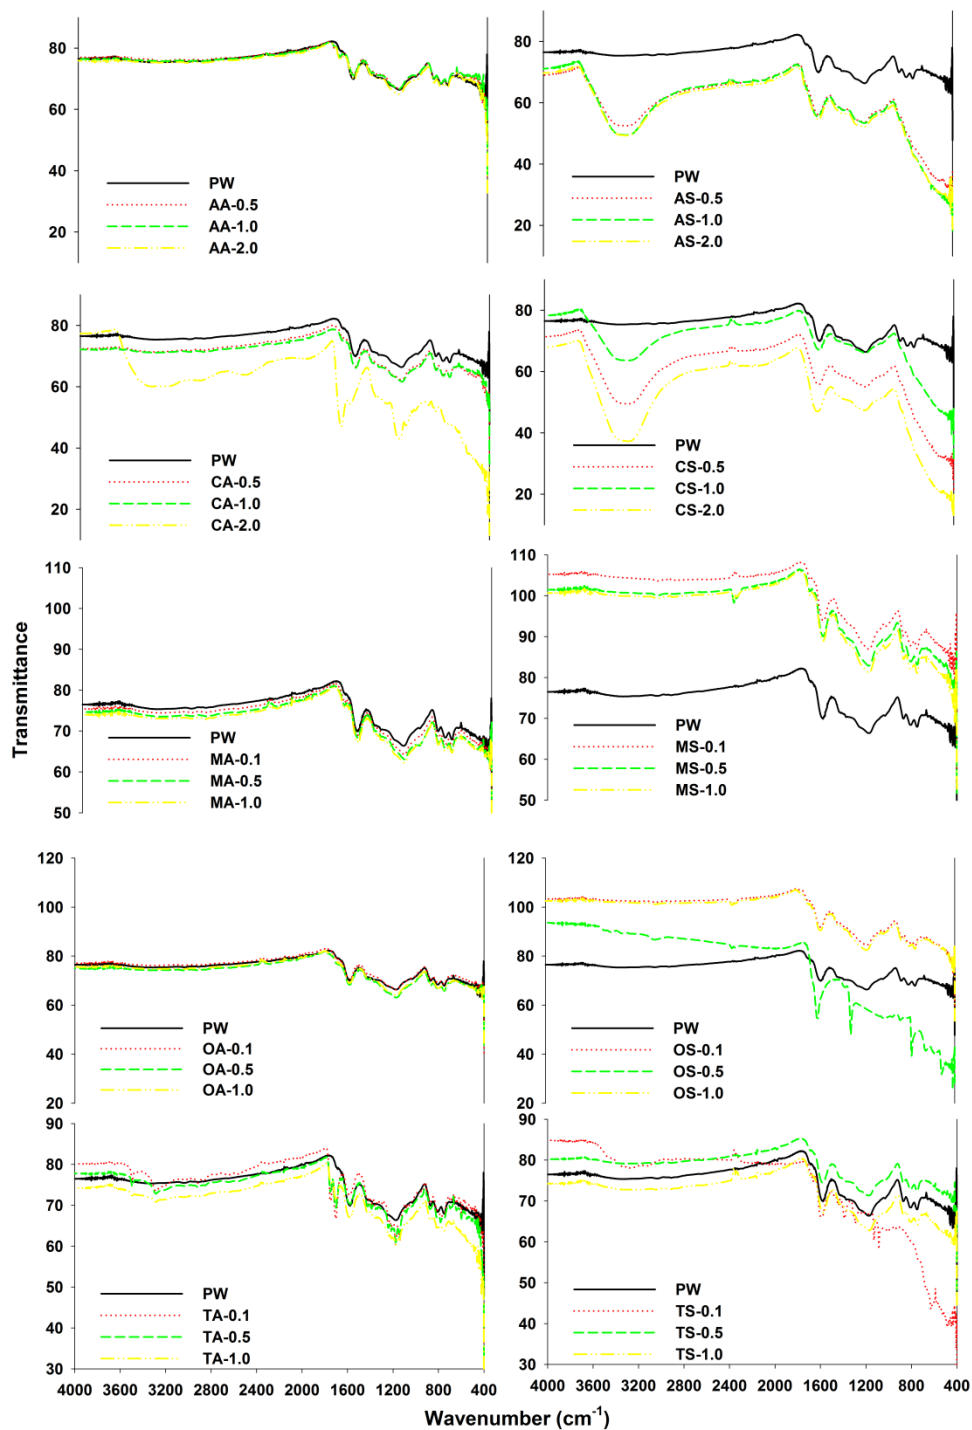 80
60
40
20
PW
AA-0.5
AA-1.0
AA-2.0
80
60
40
20
PW
AS-0.5
AS-1.0
AS-2.0
80
60
40
20
PW
CA-0.5
CA-1.0
CA-2.0
80
60
40
20
PW
CS-0.5
CS-1.0
CS-2.0
Transmittance
110
100
90
80
70
60
50
PW
MA-0.1
MA-0.5
MA-1.0
110
100
90
80
70
60
50
PW
MS-0.1
MS-0.5
MS-1.0
120
100
80
60
40
20
PW
OA-0.1
OA-0.5
OA-1.0
120
100
80
60
40
20
PW
OS-0.1
OS-0.5
OS-1.0
90
80
70
60
50
40
30
PW
TA-0.1
TA-0.5
TA-1.0
4000 3200 2400 1600 800 400
90
80
70
60
50
40
30
PW
TS-0.1
TS-0.5
TS-1.0
4000 3200 2400 1600 800 400
Wavenumber (cm⁻¹)